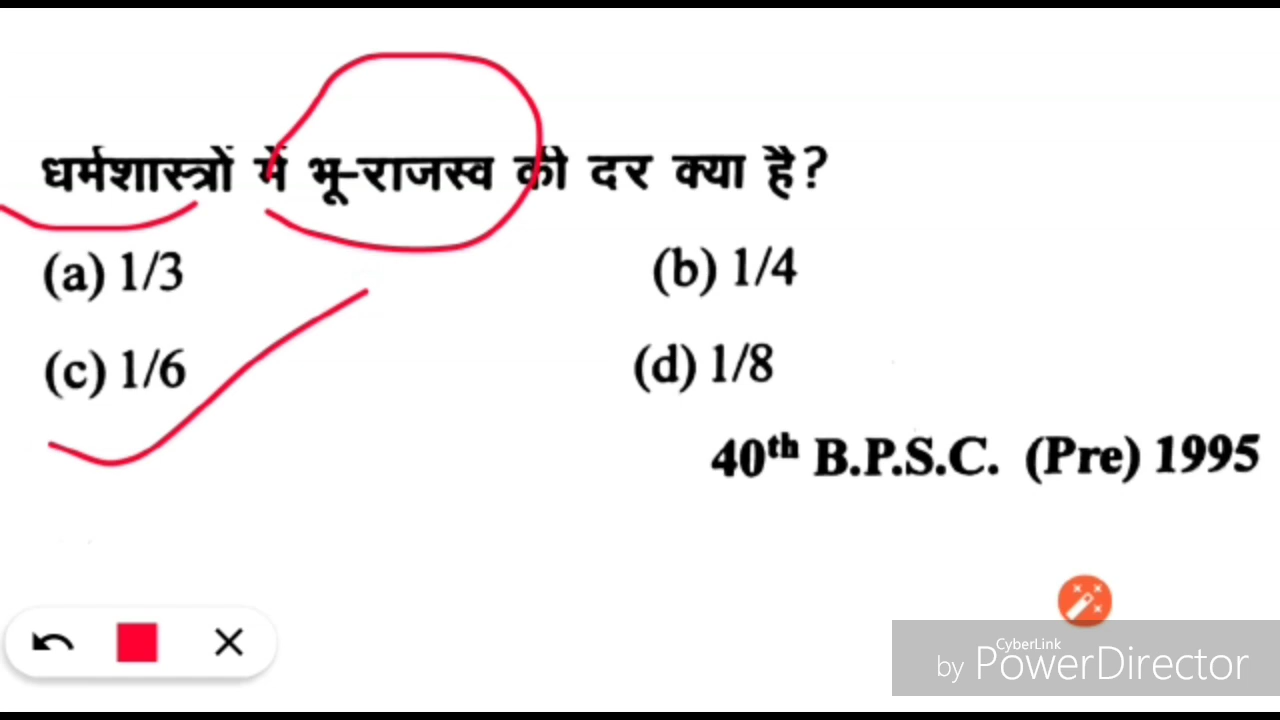 धर्मशास्त्रों में भू-राजस्व की दर क्या है?
(a) 1/3 (b) 1/4
(c) 1/6 (d) 1/8
40th B.P.S.C. (Pre) 1995
CyberLink
by PowerDirector